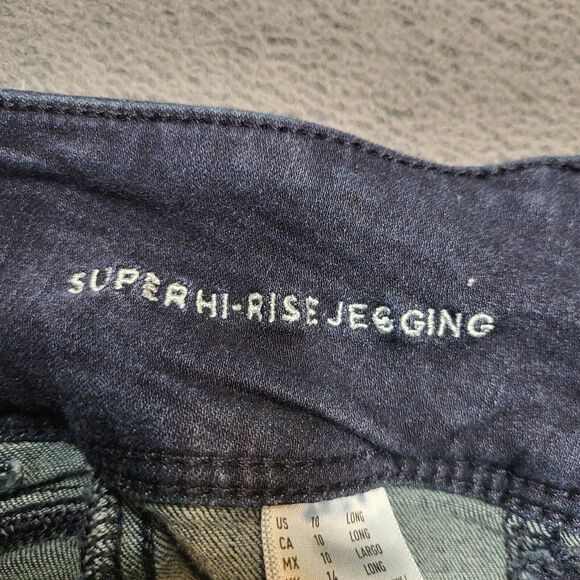 SUPER HI-RISE JEGGING
US 10 LONG
CA 10 LONG
MX 10 LARGO
14 LONG